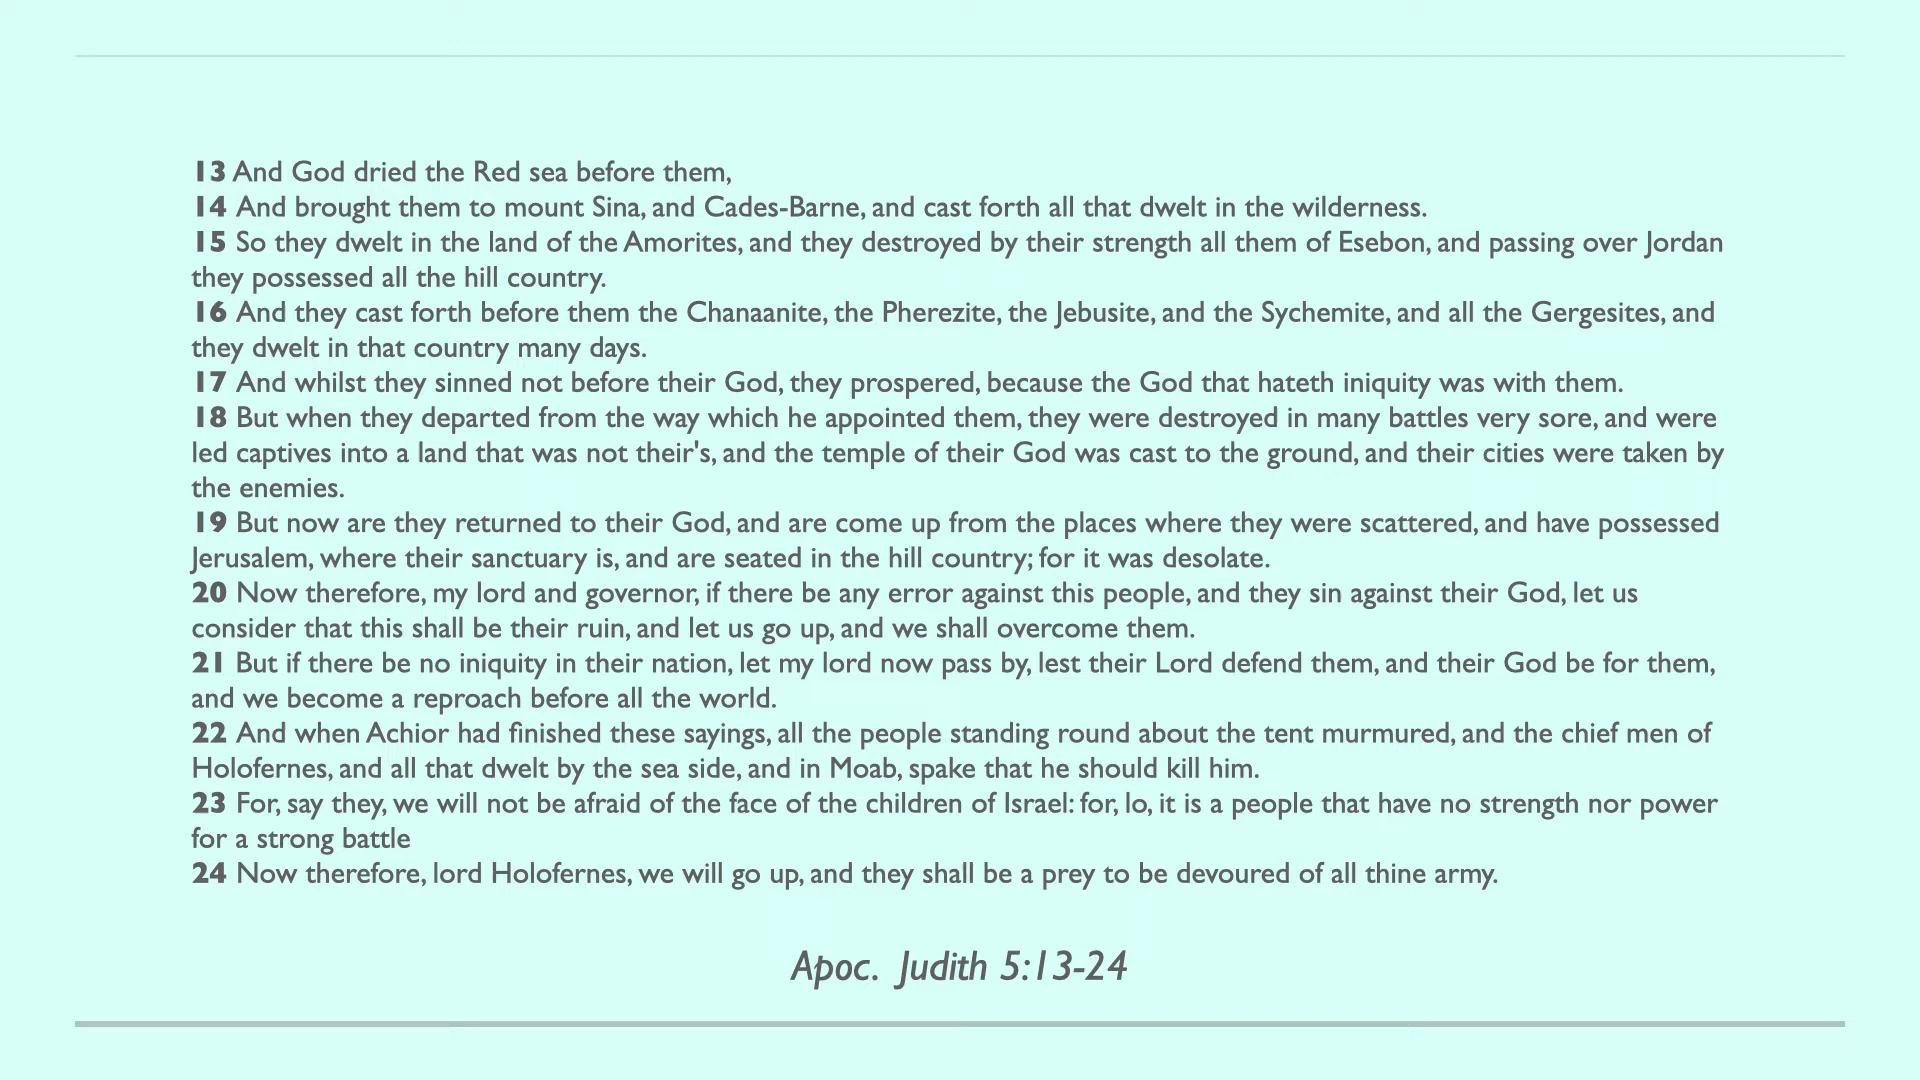 13 And God dried the Red sea before them,
14 And brought them to mount Sina, and Cades-Barne, and cast forth all that dwelt in the wilderness.
15 So they dwelt in the land of the Amorites, and they destroyed by their strength all them of Esebon, and passing over Jordan
they possessed all the hill country.
16 And they cast forth before them the Chanaanite, the Pherezite, the Jebusite, and the Sychemite, and all the Gergesites, and
they dwelt in that country many days.
17 And whilst they sinned not before their God, they prospered, because the God that hateth iniquity was with them.
18 But when they departed from the way which he appointed them, they were destroyed in many battles very sore, and were
led captives into a land that was not their's, and the temple of their God was cast to the ground, and their cities were taken by
the enemies.
19 But now are they returned to their God, and are come up from the places where they were scattered, and have possessed
Jerusalem, where their sanctuary is, and are seated in the hill country; for it was desolate.
20 Now therefore, my lord and governor, if there be any error against this people, and they sin against their God, let us
consider that this shall be their ruin, and let us go up, and we shall overcome them.
21 But if there be no iniquity in their nation, let my lord now pass by, lest their Lord defend them, and their God be for them,
and we become a reproach before all the world.
22 And when Achior had finished these sayings, all the people standing round about the tent murmured, and the chief men of
Holofernes, and all that dwelt by the sea side, and in Moab, spake that he should kill him.
23 For, say they, we will not be afraid of the face of the children of Israel: for, lo, it is a people that have no strength nor power
for a strong battle
24 Now therefore, lord Holofernes, we will go up, and they shall be a prey to be devoured of all thine army.
Apoc. Judith 5:13-24